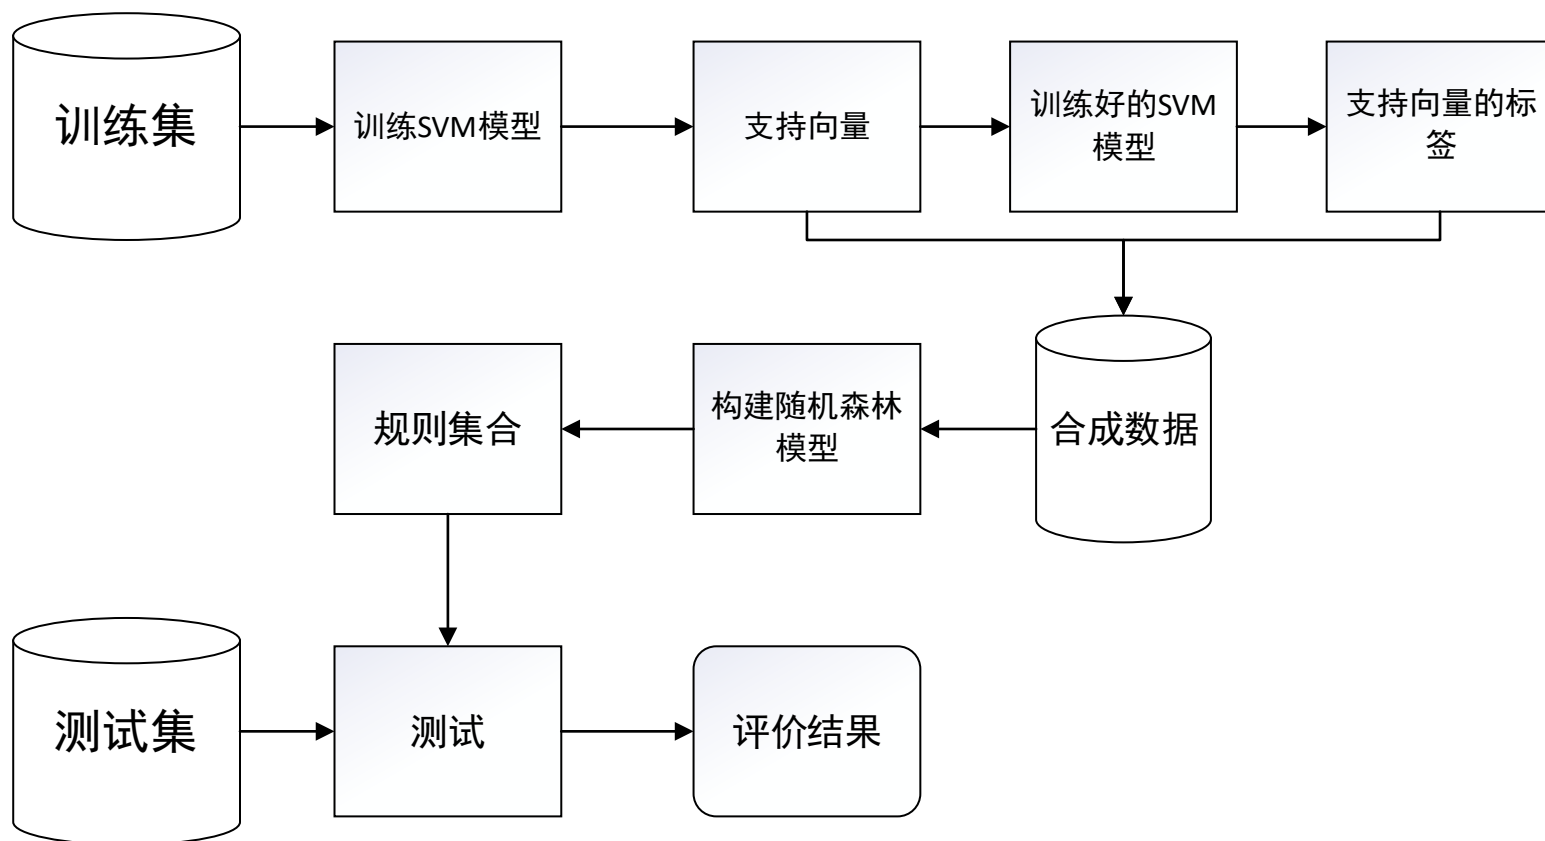 训练集
训练SVM模型
支持向量
训练好的SVM
模型
支持向量的标
签
规则集合
构建随机森林
模型
合成数据
测试集
测试
评价结果